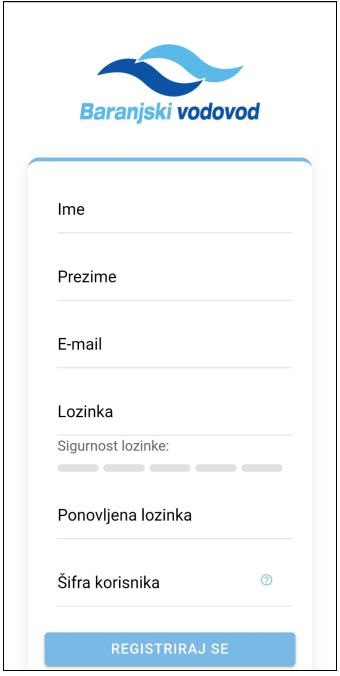 Baranjski vodovod
Ime
Prezime
E-mail
Lozinka
Sigurnost lozinke:
Ponovljena lozinka
Šifra korisnika
?
REGISTRIRAJ SE